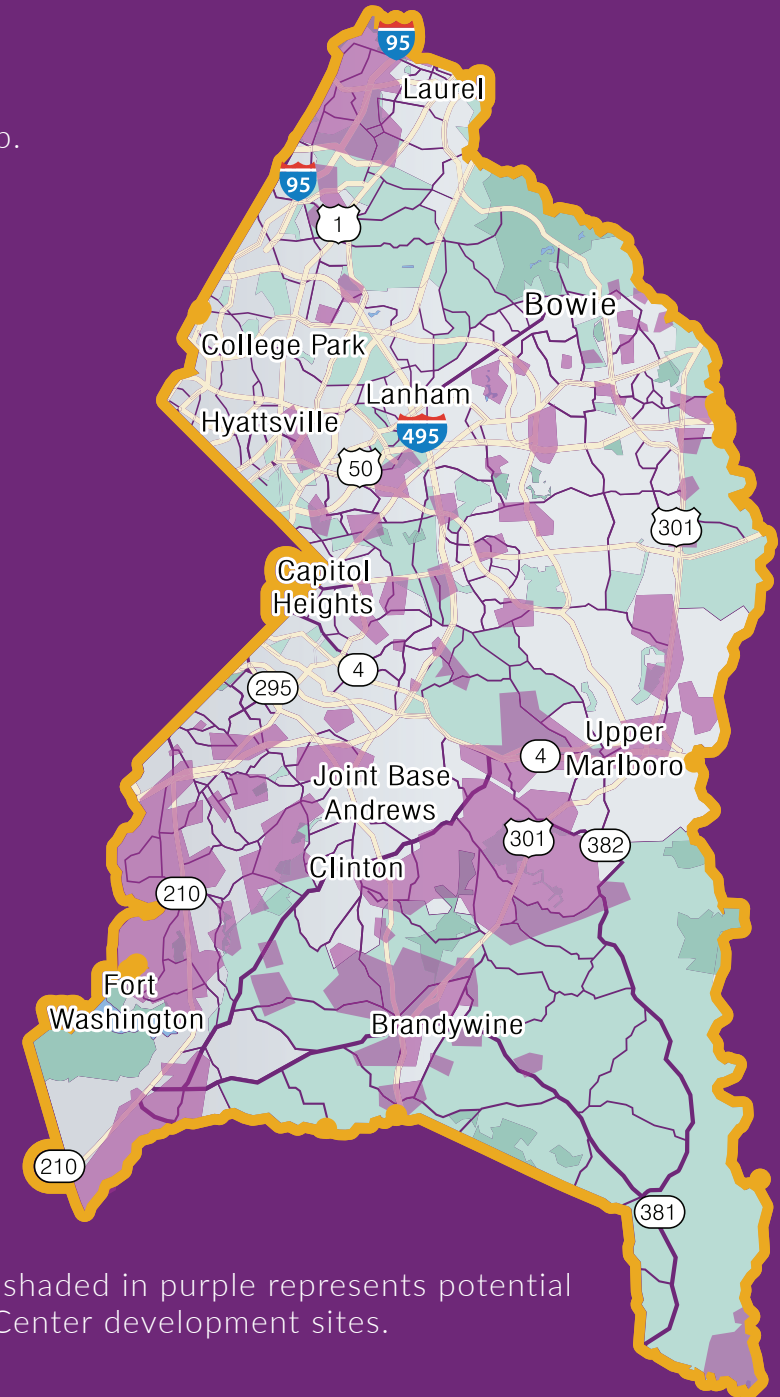 95
Laurel
o.
95
1
Bowie
College Park
Lanham
Hyattsville
495
50
301
Capitol
Heights
4
295
Upper
Marlboro
4
Joint Base
Andrews
301
382
Clinton
210
Fort
Washington
Brandywine
210
381
shaded in purple represents potential
Center development sites.